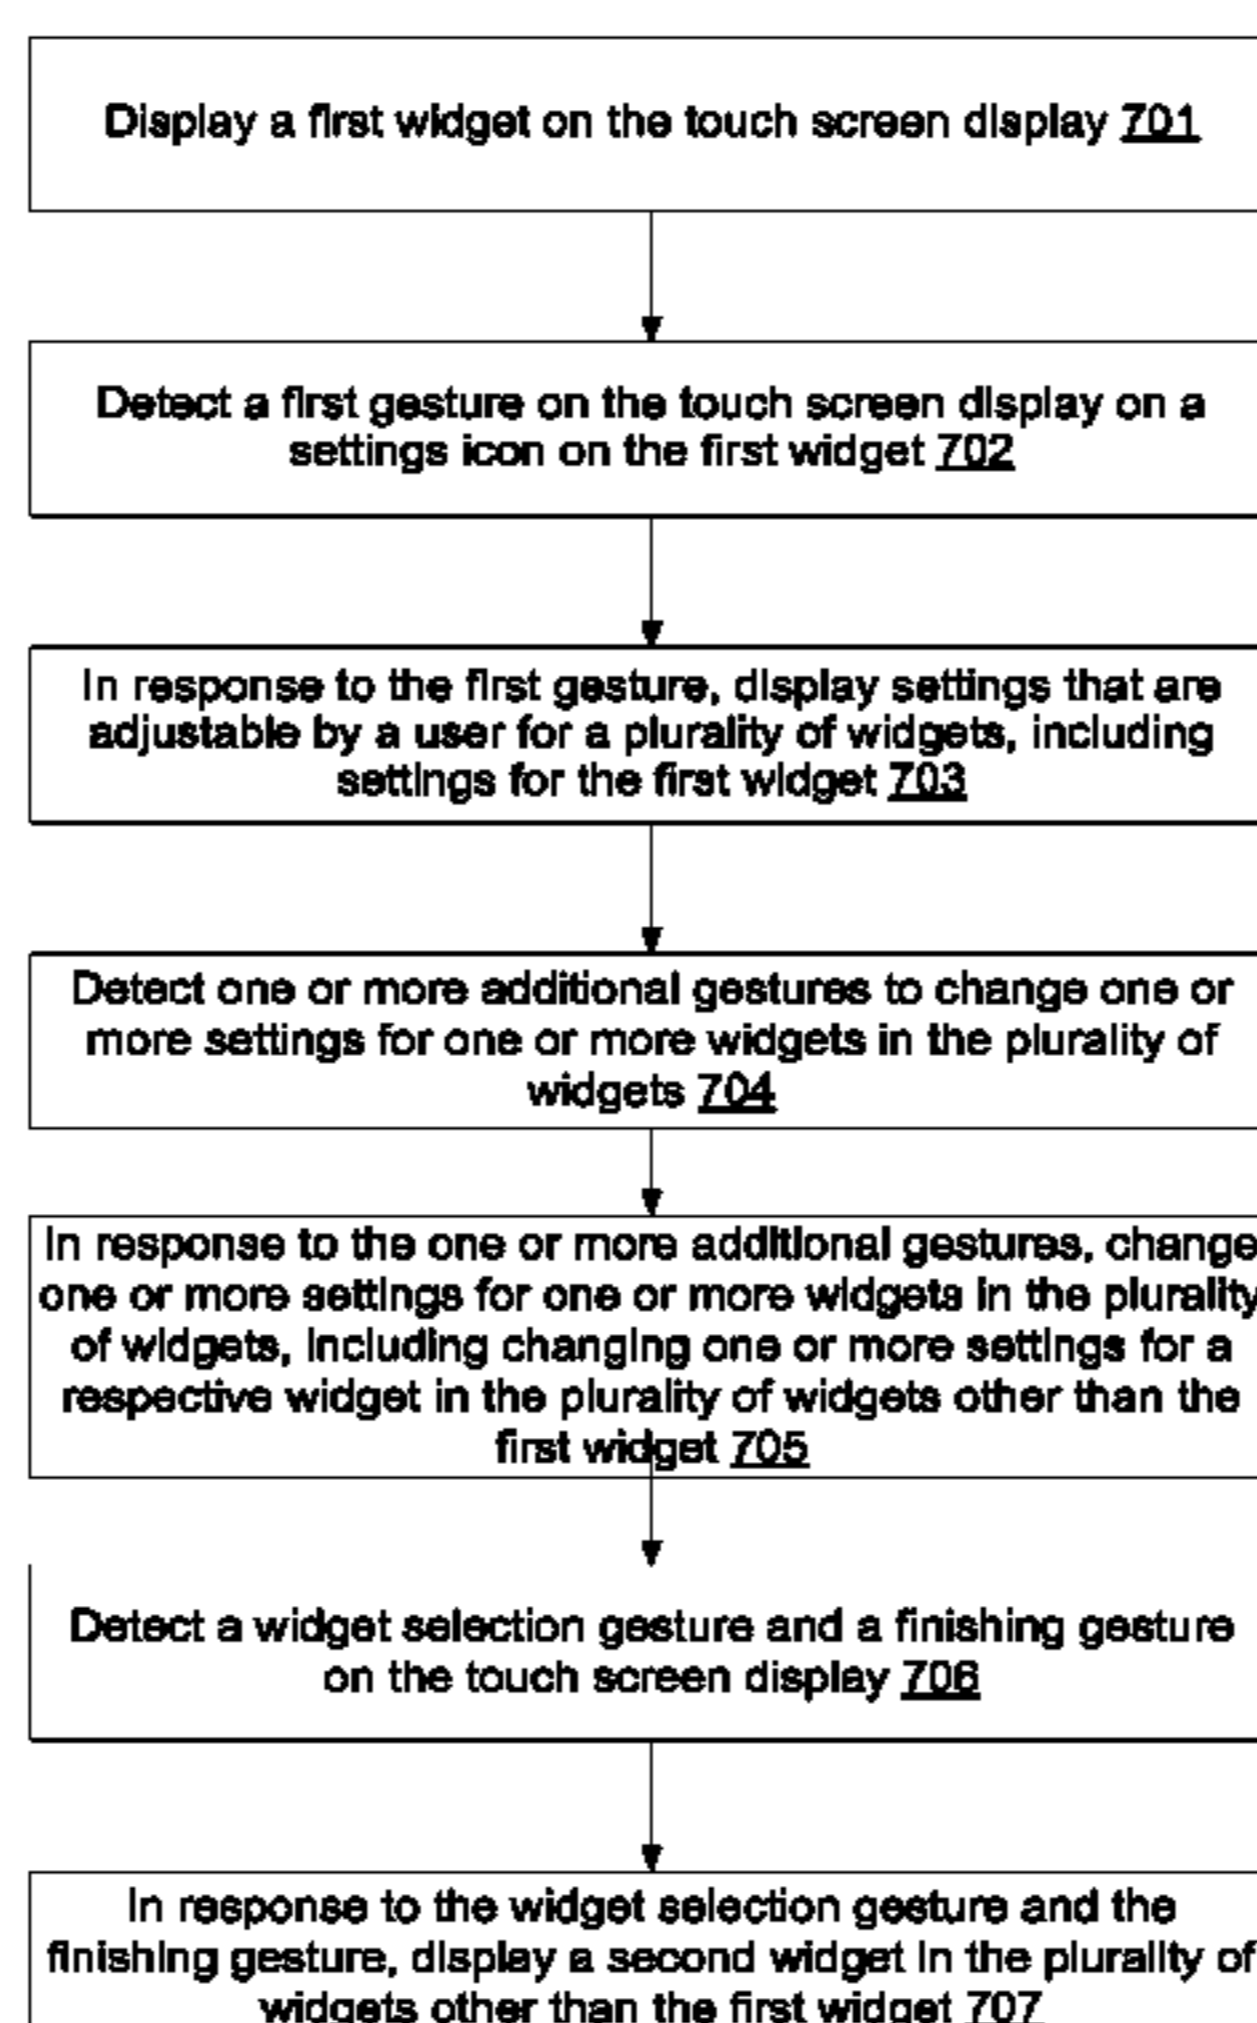 Display a first widget on the touch screen display 701
Detect a first gesture on the touch screen display on a
settings icon on the first widget 702
In response to the first gesture, display settings that are
adjustable by a user for a plurality of widgets, including
settings for the first widget 703
Detect one or more additional gestures to change one or
more settings for one or more widgets in the plurality of
widgets 704
In response to the one or more additional gestures, change
one or more settings for one or more widgets in the plurality
of widgets, including changing one or more settings for a
respective widget in the plurality of widgets other than the
first widget 705
Detect a widget selection gesture and a finishing gesture
on the touch screen display 706
In response to the widget selection gesture and the
finishing gesture, display a second widget in the plurality of
widgets other than the first widget 707